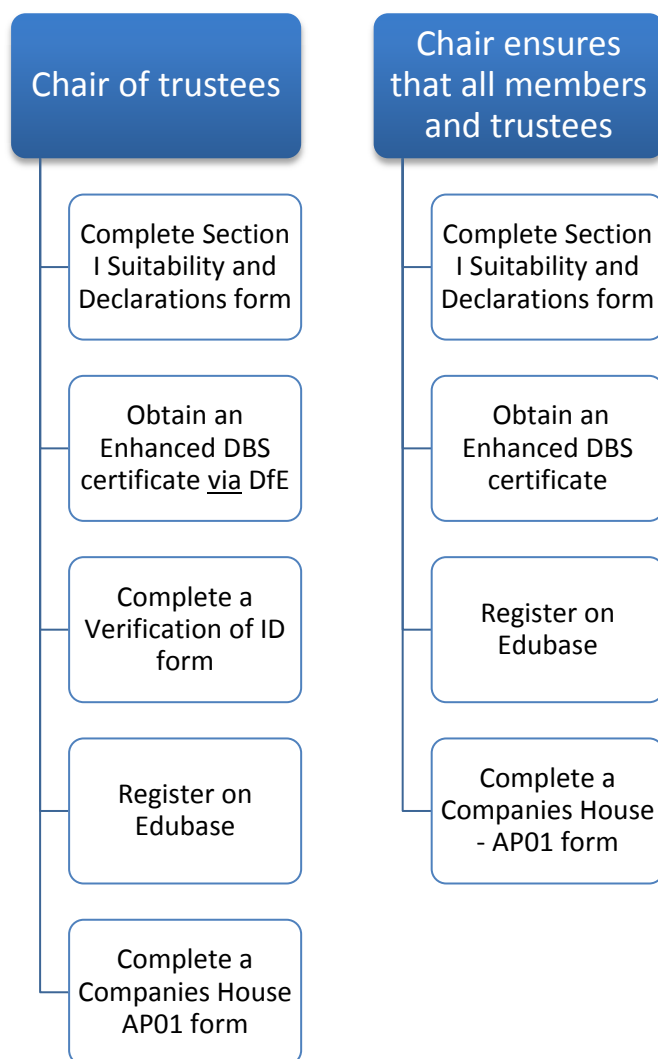 Chair of trustees
Complete Section
I Suitability and
Declarations form
Obtain an
Enhanced DBS
certificate via DfE
Complete a
Verification of ID
form
Register on
Edubase
Complete a
Companies House
AP01 form
Chair ensures
that all members
and trustees
Complete Section
I Suitability and
Declarations form
Obtain an
Enhanced DBS
certificate
Register on
Edubase
Complete a
Companies House
- AP01 form